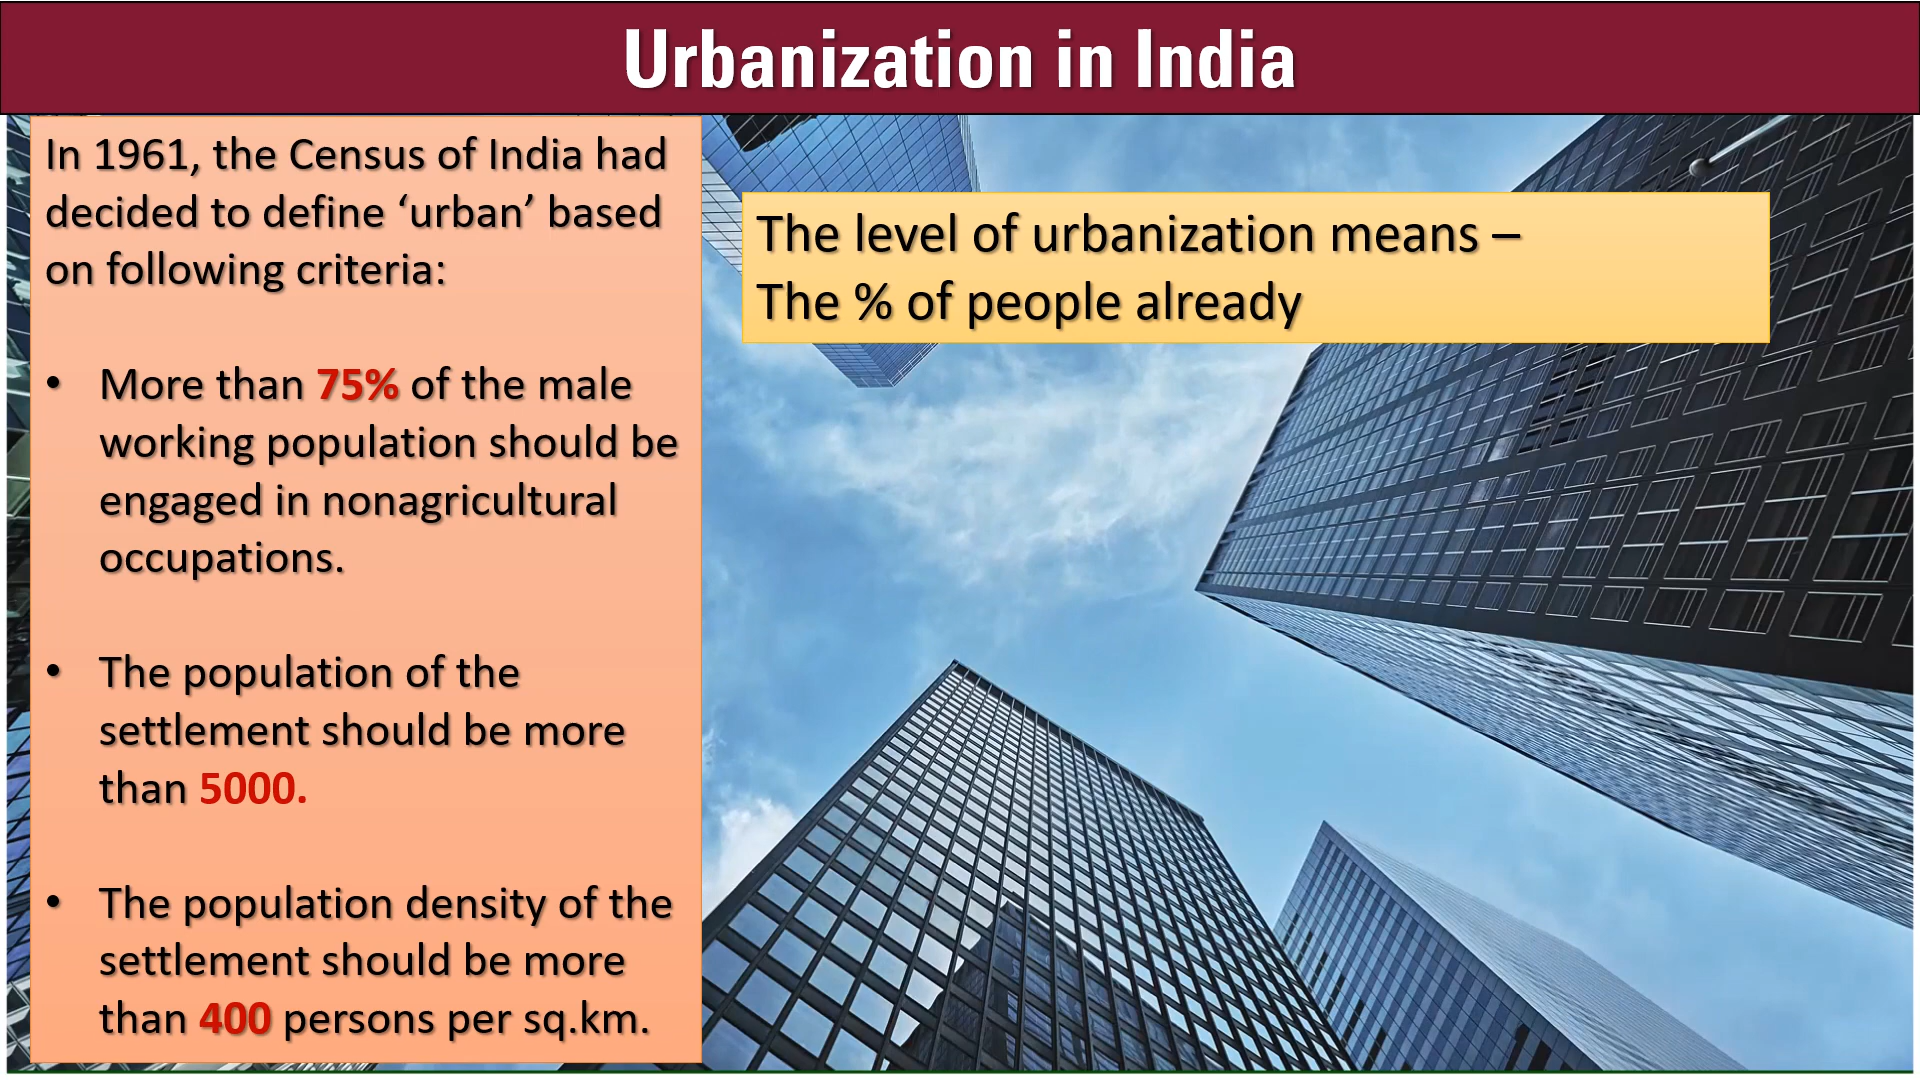 Urbanization in India
In 1961, the Census of India had
decided to define ‘urban’ based
on following criteria:
• More than 75% of the male
working population should be
engaged in nonagricultural
occupations.
• The population of the
settlement should be more
than 5000.
• The population density of the
settlement should be more
than 400 persons per sq.km.
The level of urbanization means –
The % of people already